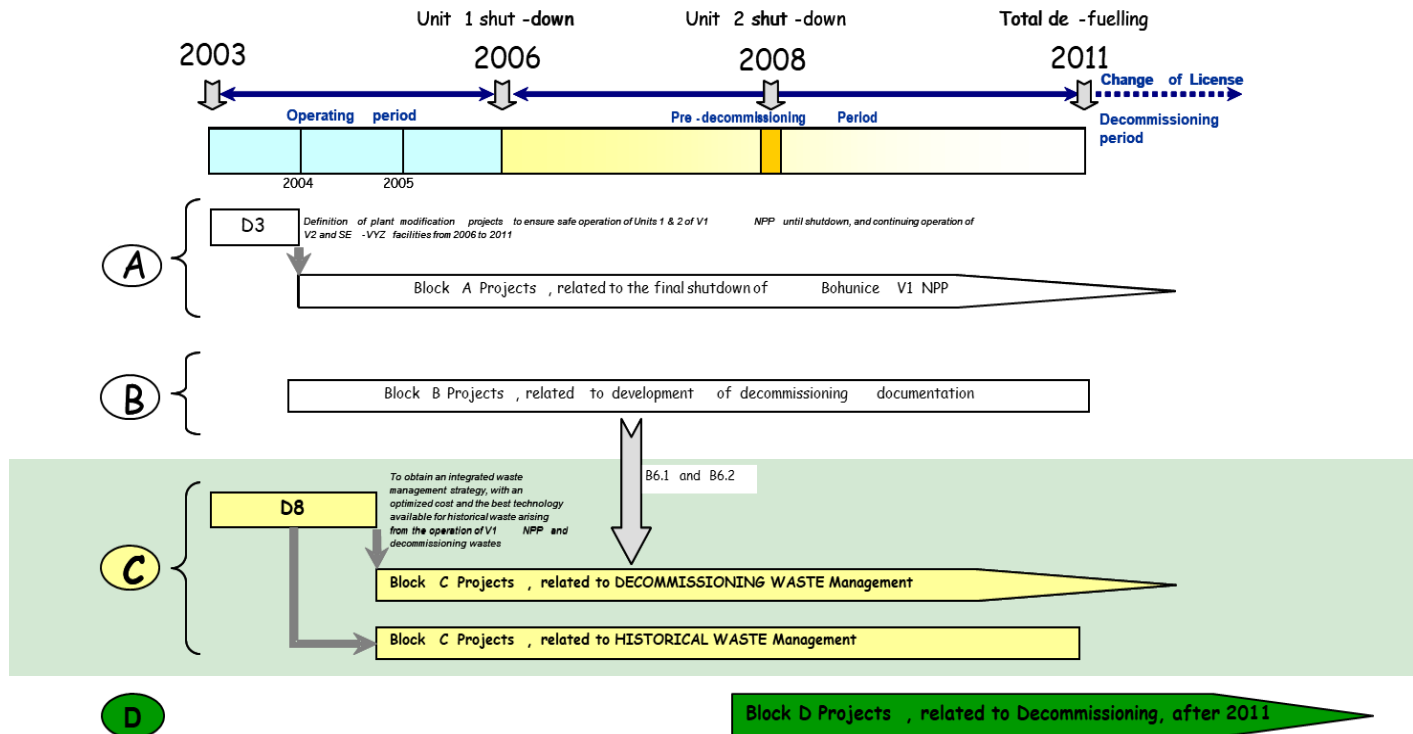 Unit 1 shut -down
Unit 2 shut -down
Total de -fuelling
2003
2006
2008
2011
Change of License
Operating period
Pre -decommissioning Period
Decommissioning
period
2004
2005
A
D3
Definition of plant modification projects to ensure safe operation of Units 1 & 2 of V1 NPP until shutdown, and continuing operation of
V2 and SE -VYZ facilities from 2006 to 2011
Block A Projects , related to the final shutdown of Bohunice V1 NPP
B
Block B Projects , related to development of decommissioning documentation
B6.1 and B6.2
C
D8
To obtain an integrated waste
management strategy, with an
optimized cost and the best technology
available for historical waste arising
from the operation of V1 NPP and
decommissioning wastes
Block C Projects , related to DECOMMISSIONING WASTE Management
Block C Projects , related to HISTORICAL WASTE Management
D
Block D Projects , related to Decommissioning, after 2011